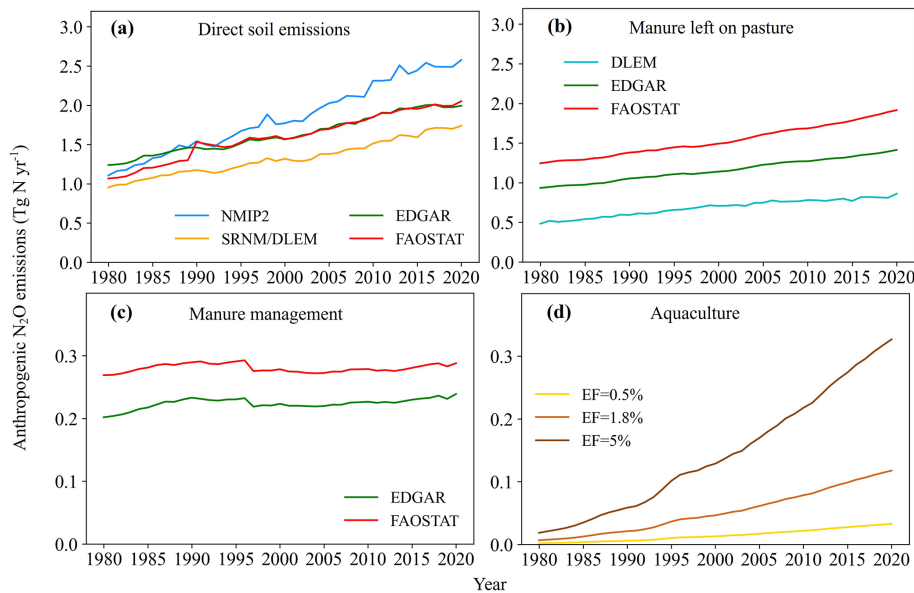 Anthropogenic N₂O emissions (Tg N yr⁻¹)
(a) Direct soil emissions
3.0
2.5
2.0
1.5
1.0
0.5
0.0
NMIP2
SRNM/DLEM
EDGAR
FAOSTAT
1980 1985 1990 1995 2000 2005 2010 2015 2020
(b) Manure left on pasture
3.0
2.5
2.0
1.5
1.0
0.5
0.0
DLEM
EDGAR
FAOSTAT
1980 1985 1990 1995 2000 2005 2010 2015 2020
(c) Manure management
0.3
0.2
0.1
0.0
EDGAR
FAOSTAT
1980 1985 1990 1995 2000 2005 2010 2015 2020
(d) Aquaculture
0.3
0.2
0.1
0.0
EF=0.5%
EF=1.8%
EF=5%
1980 1985 1990 1995 2000 2005 2010 2015 2020
Year